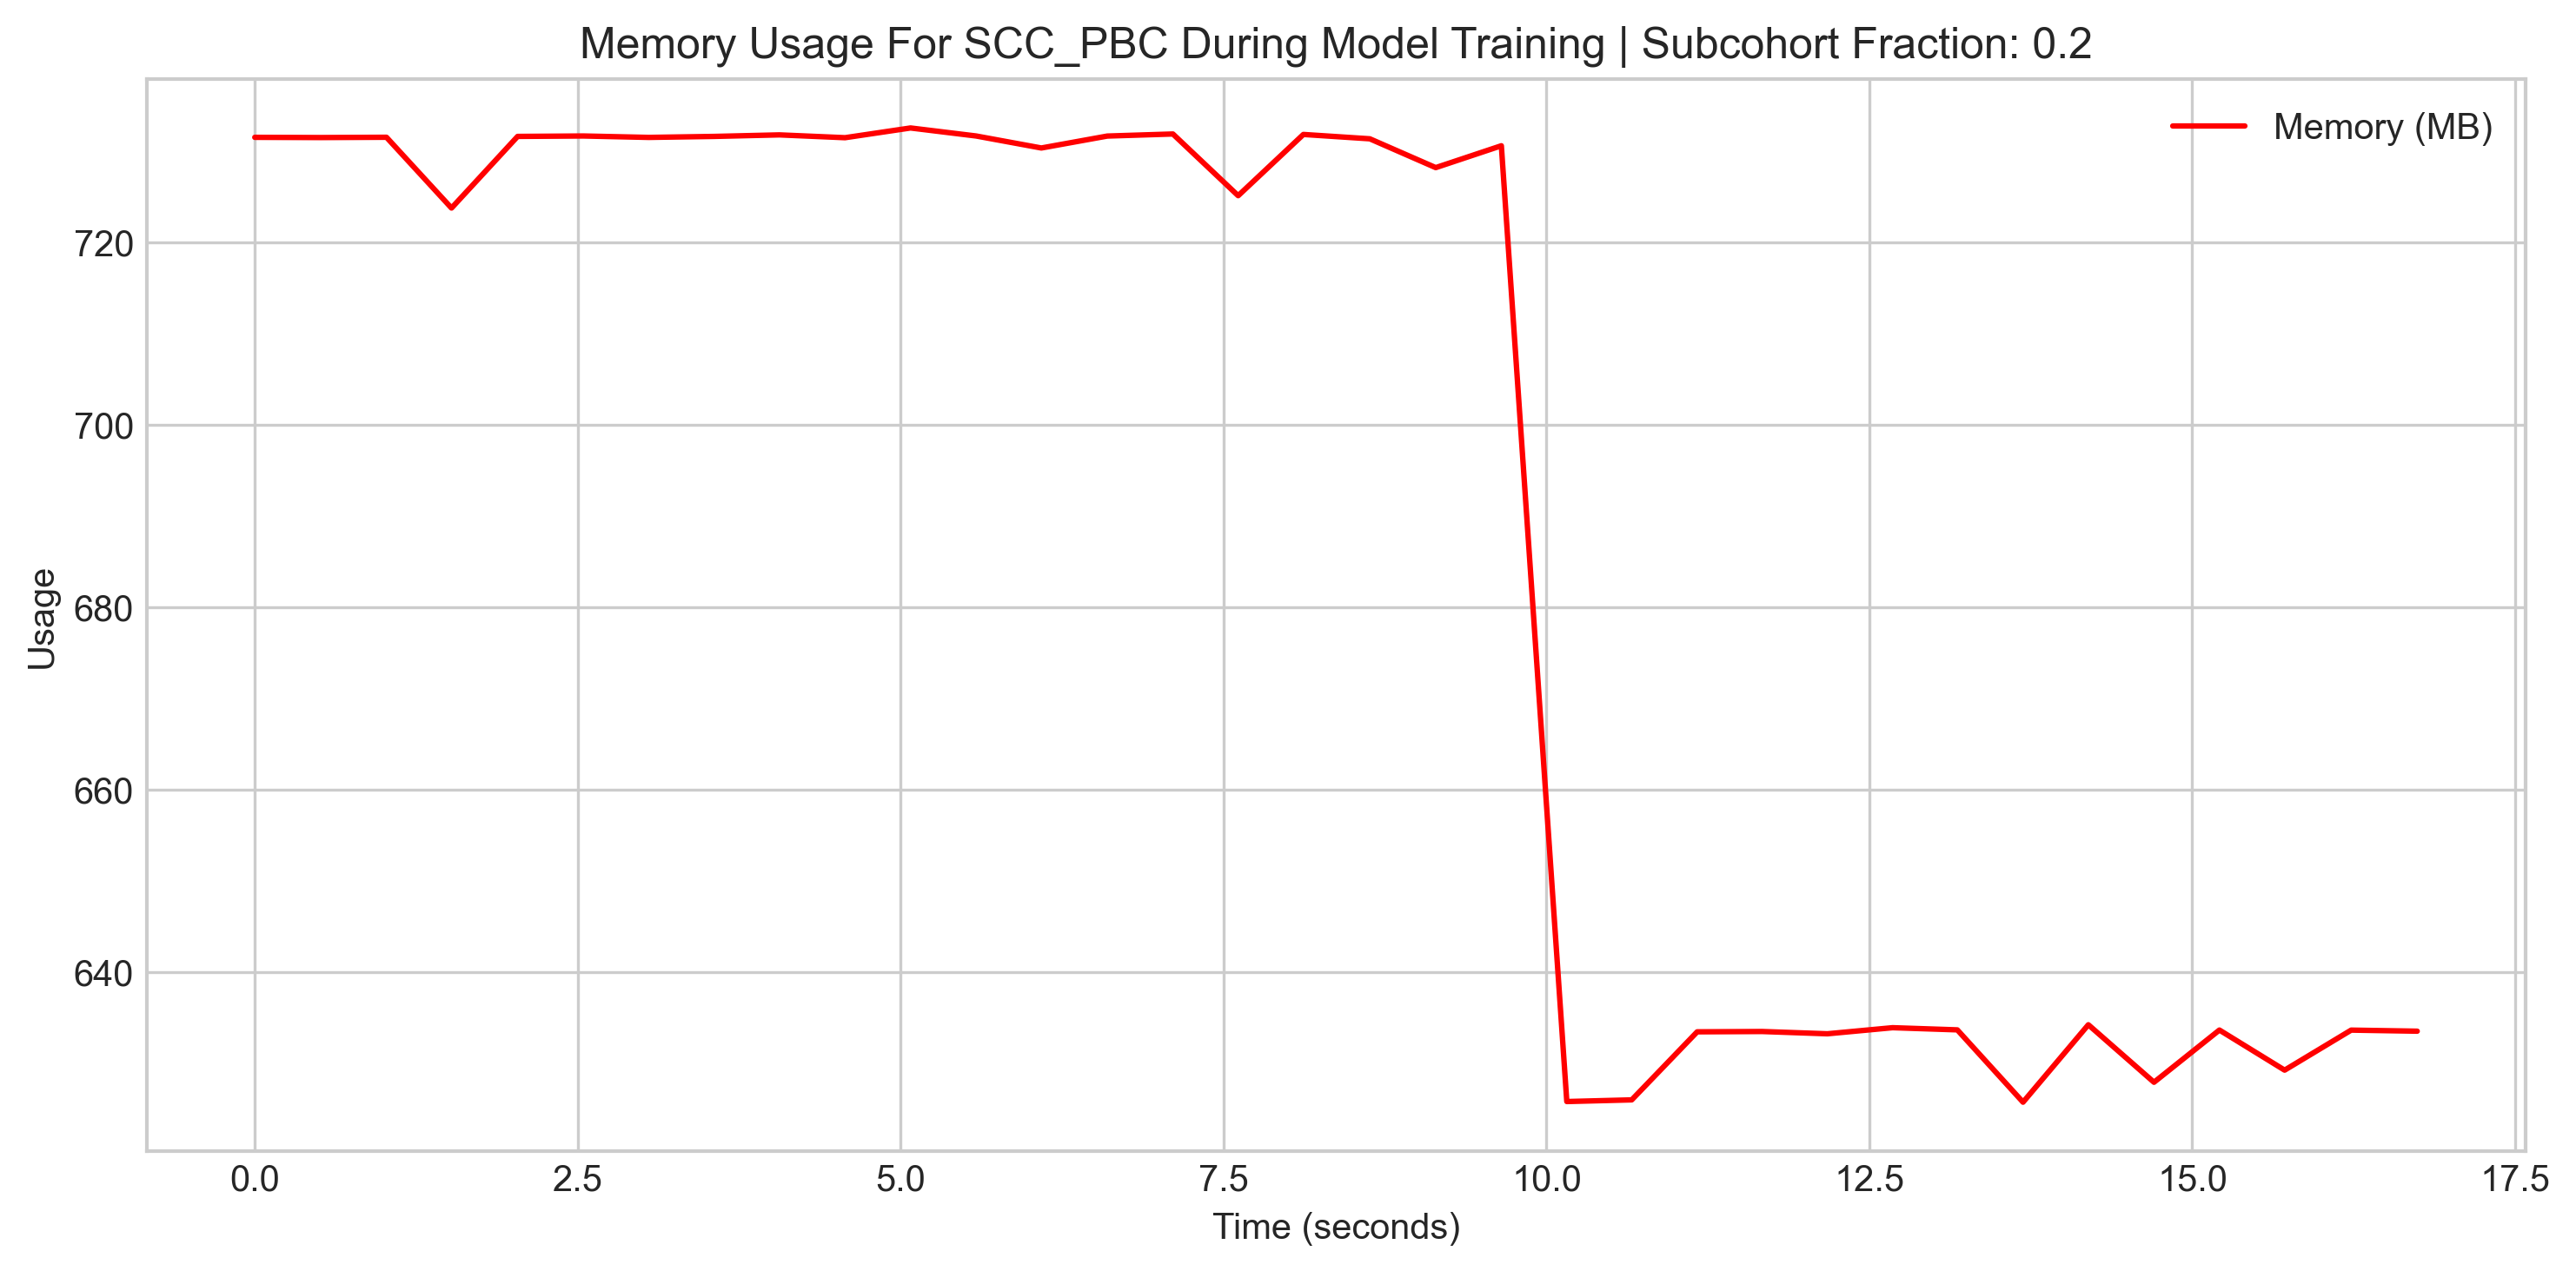 Memory Usage For SCC_PBC During Model Training | Subcohort Fraction: 0.2
Memory (MB)
Usage
720
700
680
660
640
0.0 2.5 5.0 7.5 10.0 12.5 15.0 17.5
Time (seconds)